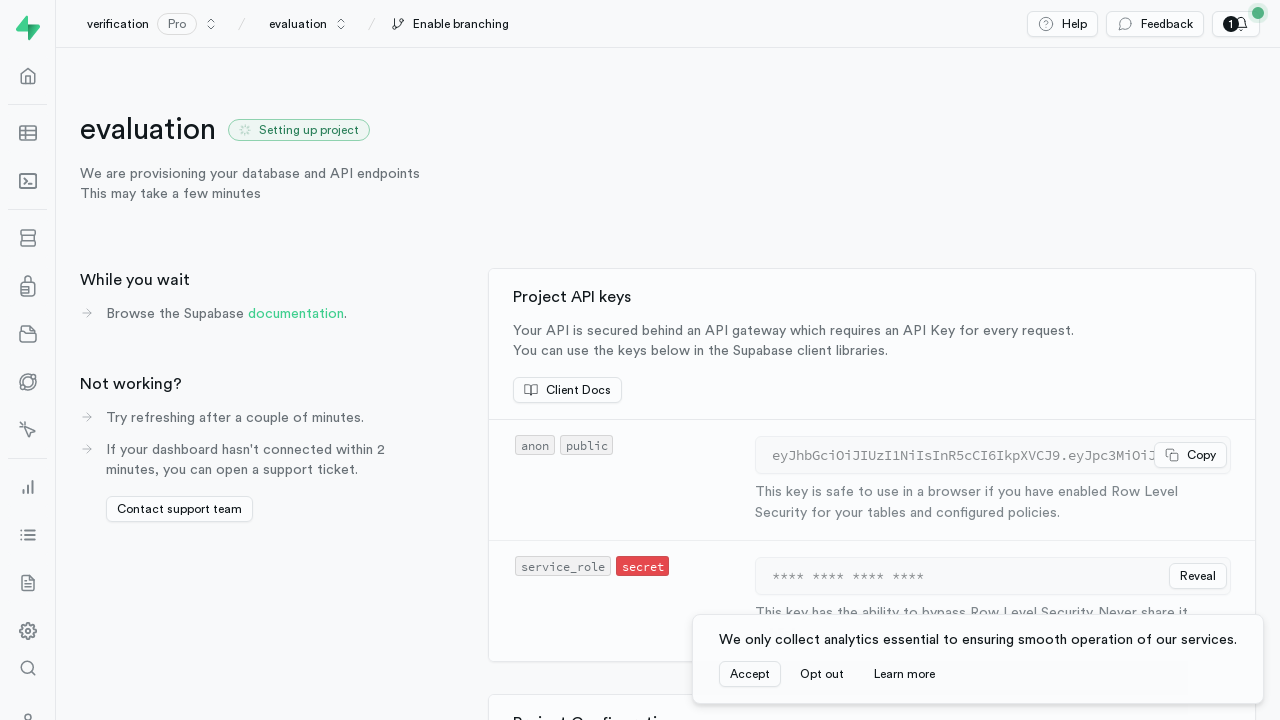 verification Pro / evaluation / Enable branching
Help Feedback 1
evaluation Setting up project
We are provisioning your database and API endpoints
This may take a few minutes
While you wait
Browse the Supabase documentation.
Not working?
Try refreshing after a couple of minutes.
If your dashboard hasn't connected within 2
minutes, you can open a support ticket.
Contact support team
Project API keys
Your API is secured behind an API gateway which requires an API Key for every request.
You can use the keys below in the Supabase client libraries.
Client Docs
anon public
eyJhbGciOiJIUzI1NiIsInR5cCI6IkpXVCJ9.eyJpc3MiOiJ Copy
This key is safe to use in a browser if you have enabled Row Level
Security for your tables and configured policies.
service_role secret
**** **** **** **** Reveal
This key has the ability to bypass Row Level Security. Never share it
We only collect analytics essential to ensuring smooth operation of our services.
Accept Opt out Learn more